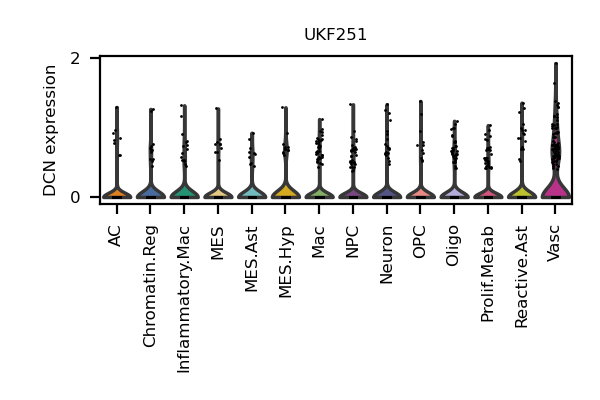 UKF251
DCN expression
2
0
AC
Chromatin.Reg
Inflammatory.Mac
MES
MES.Ast
MES.Hyp
Mac
NPC
Neuron
OPC
Oligo
Prolif.Metab
Reactive.Ast
Vasc